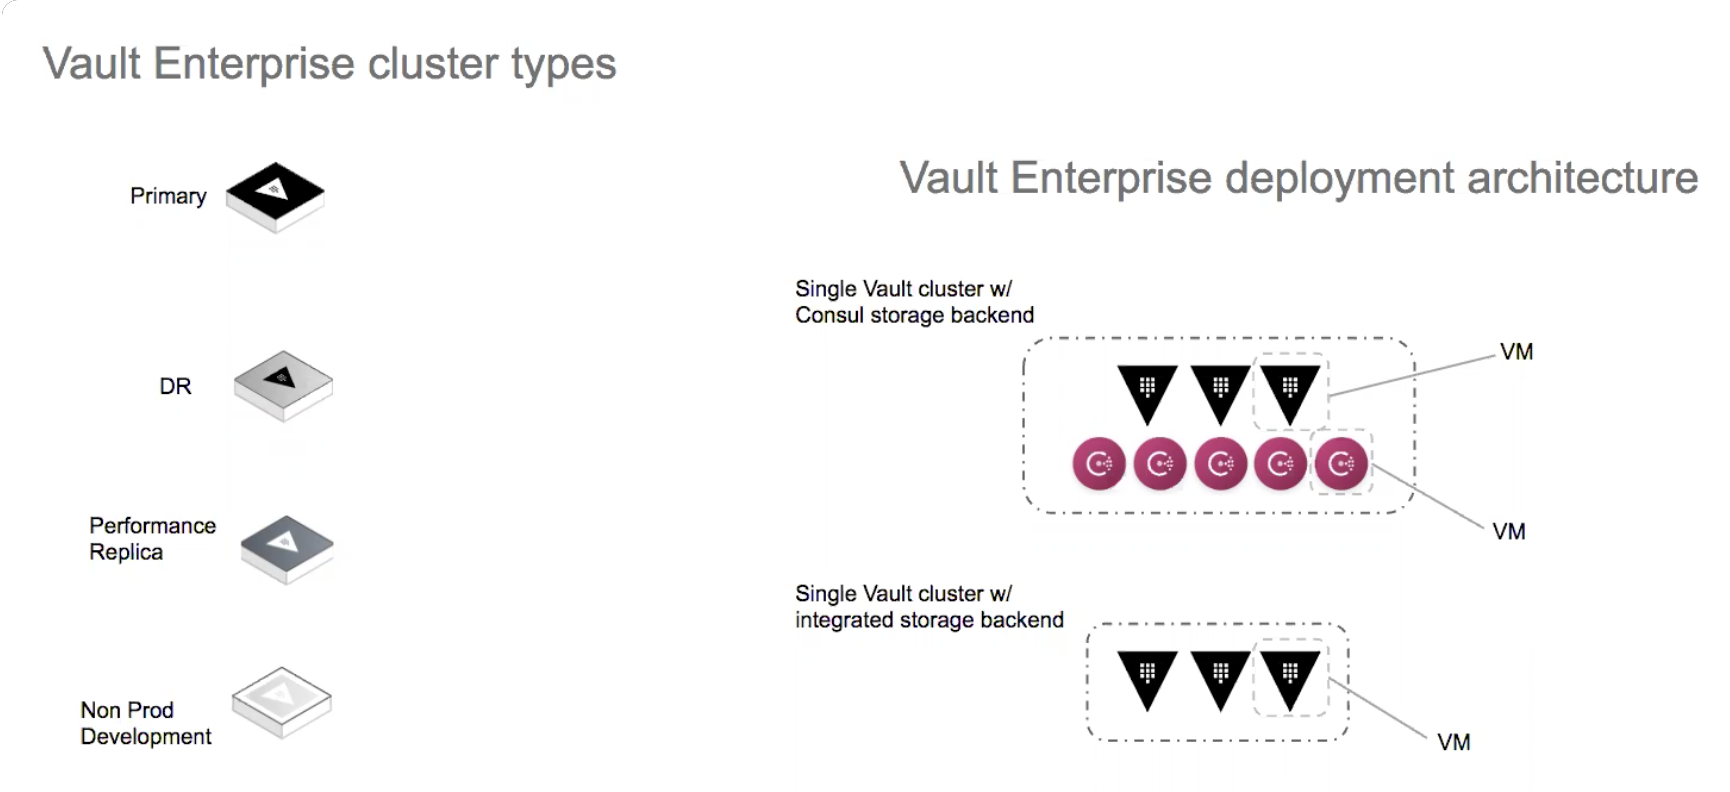 Vault Enterprise cluster types
Primary
DR
Performance
Replica
Non Prod
Development
Vault Enterprise deployment architecture
Single Vault cluster w/
Consul storage backend
VM
VM
Single Vault cluster w/
integrated storage backend
VM